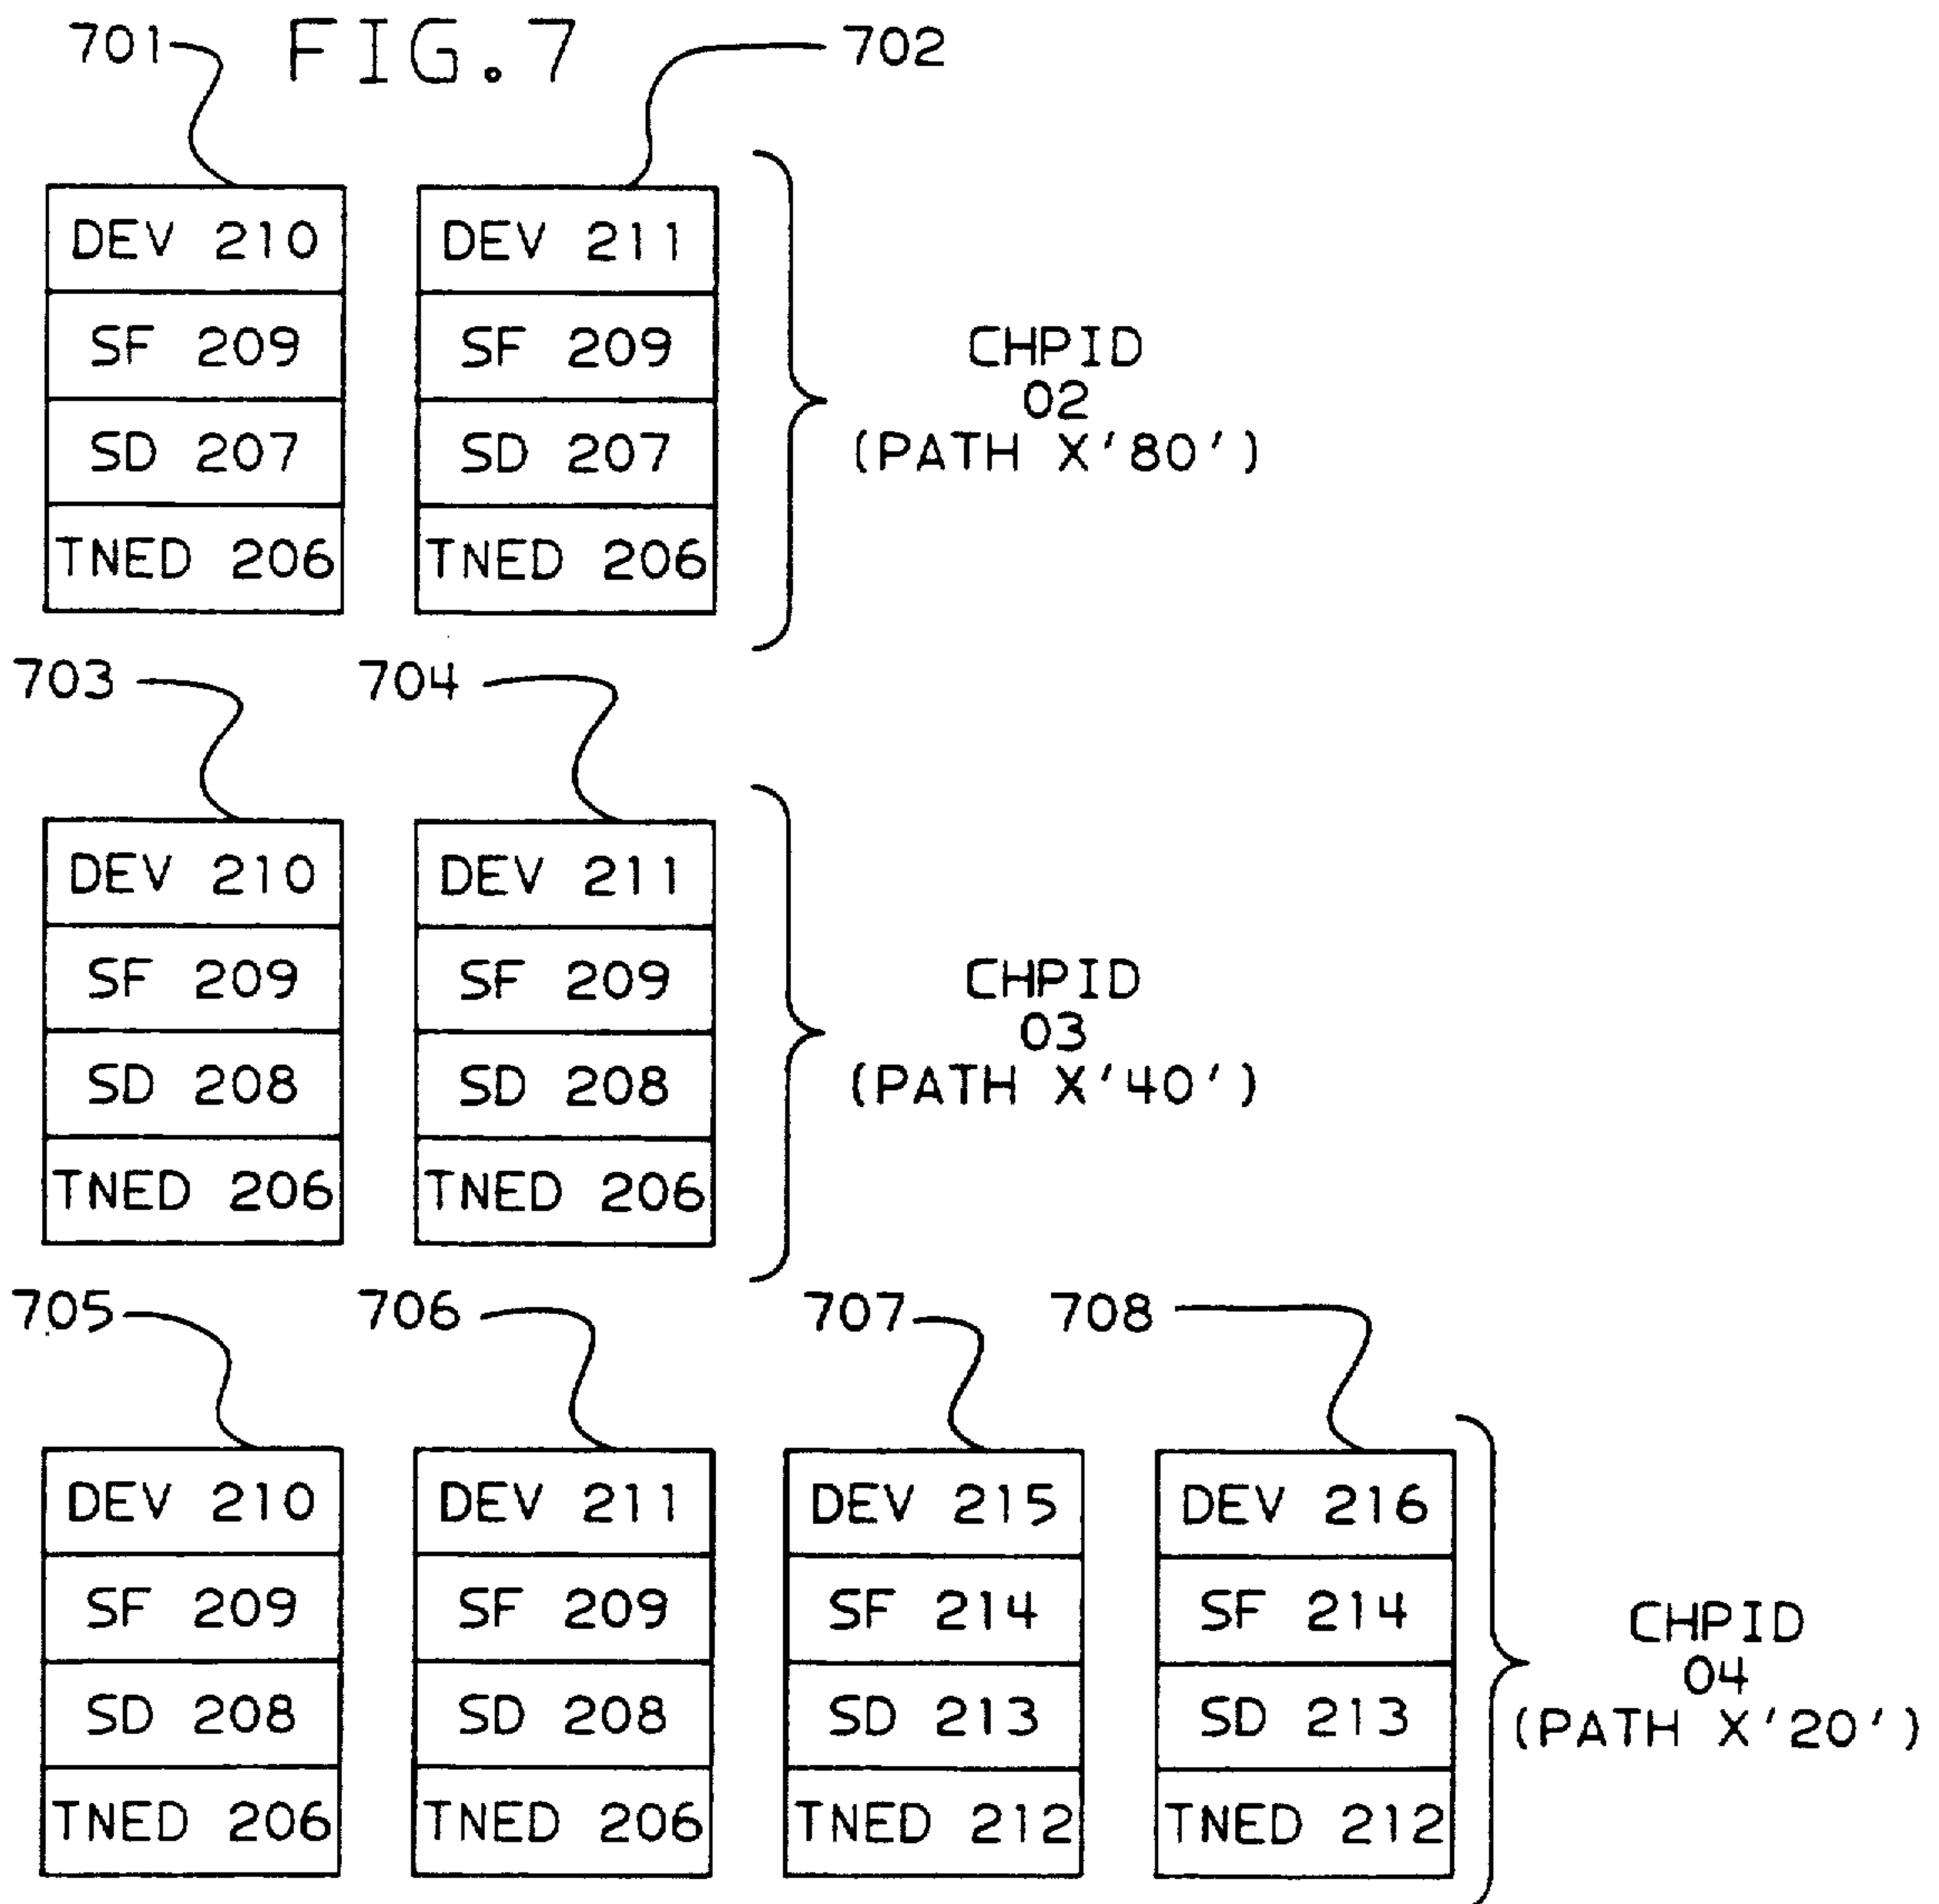 701 FIG.7 702
DEV 210 DEV 211
SF 209 SF 209
SD 207 SD 207
TNED 206 TNED 206
CHPID
02
(PATH X'80')
703 704
DEV 210 DEV 211
SF 209 SF 209
SD 208 SD 208
TNED 206 TNED 206
CHPID
03
(PATH X'40')
705 706 707 708
DEV 210 DEV 211 DEV 215 DEV 216
SF 209 SF 209 SF 214 SF 214
SD 208 SD 208 SD 213 SD 213
TNED 206 TNED 206 TNED 212 TNED 212
CHPID
04
(PATH X'20')